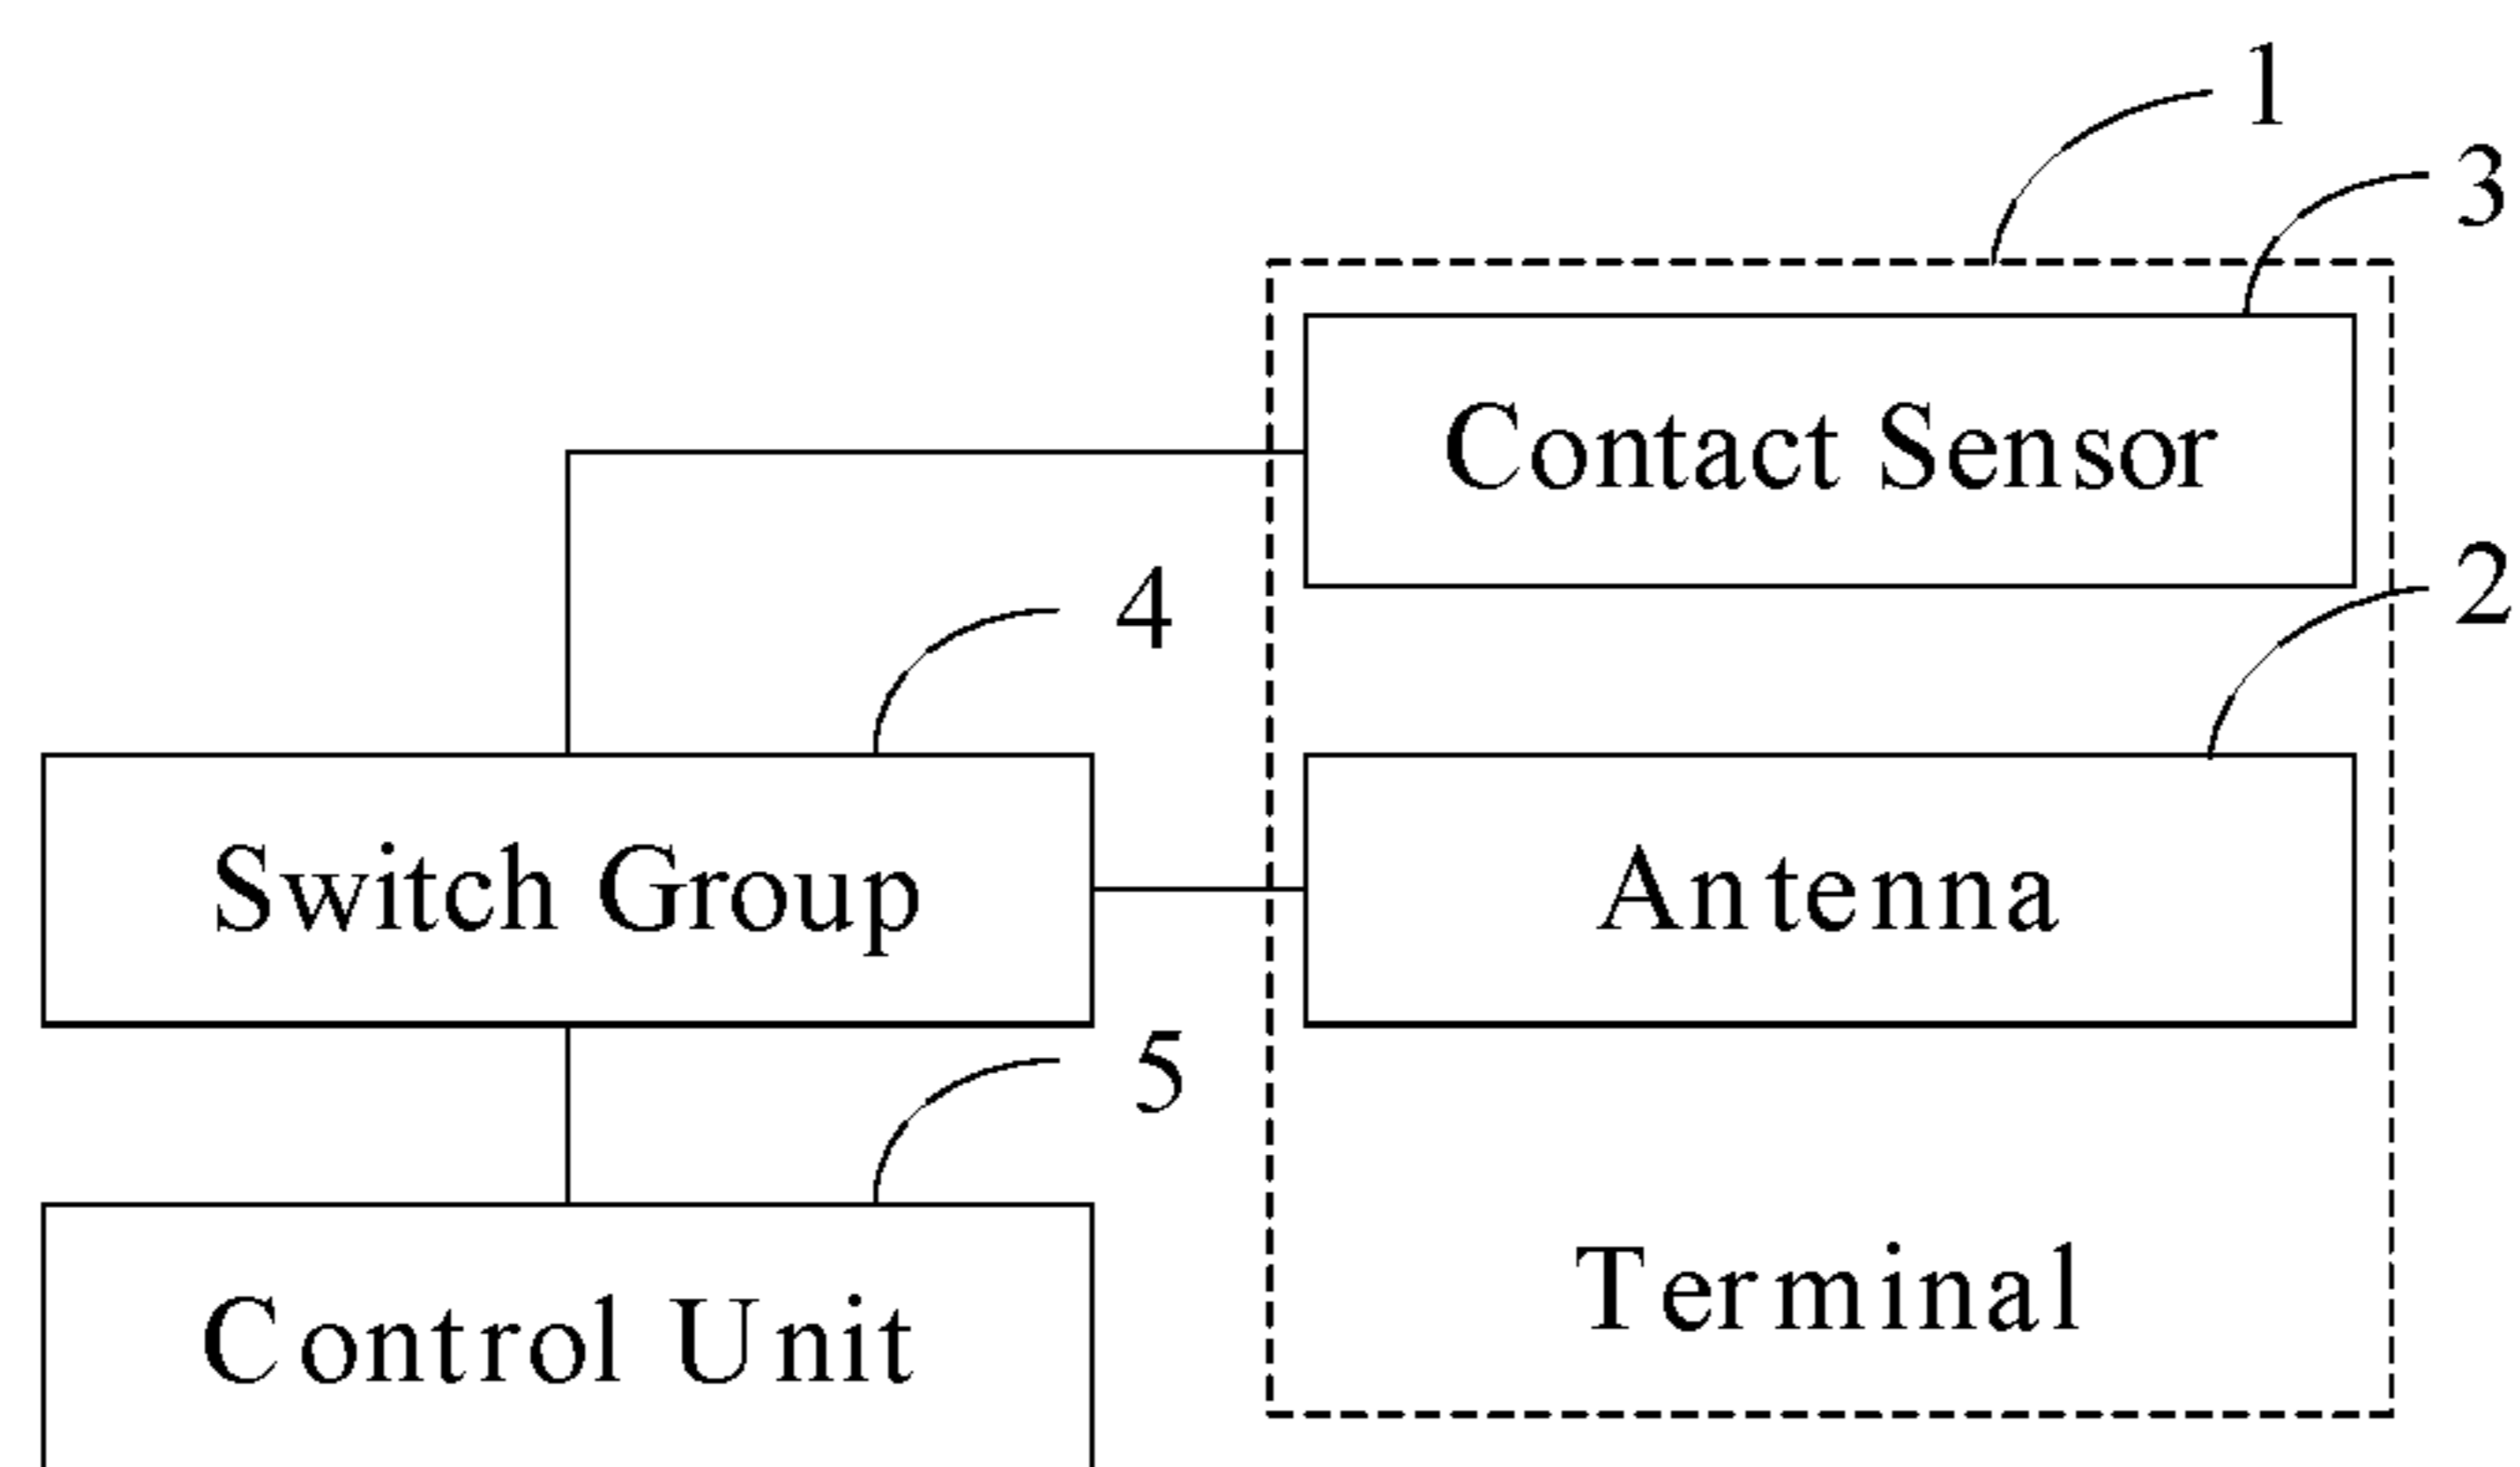 1
3
Contact Sensor
2
4
Switch Group
Antenna
5
Terminal
Control Unit